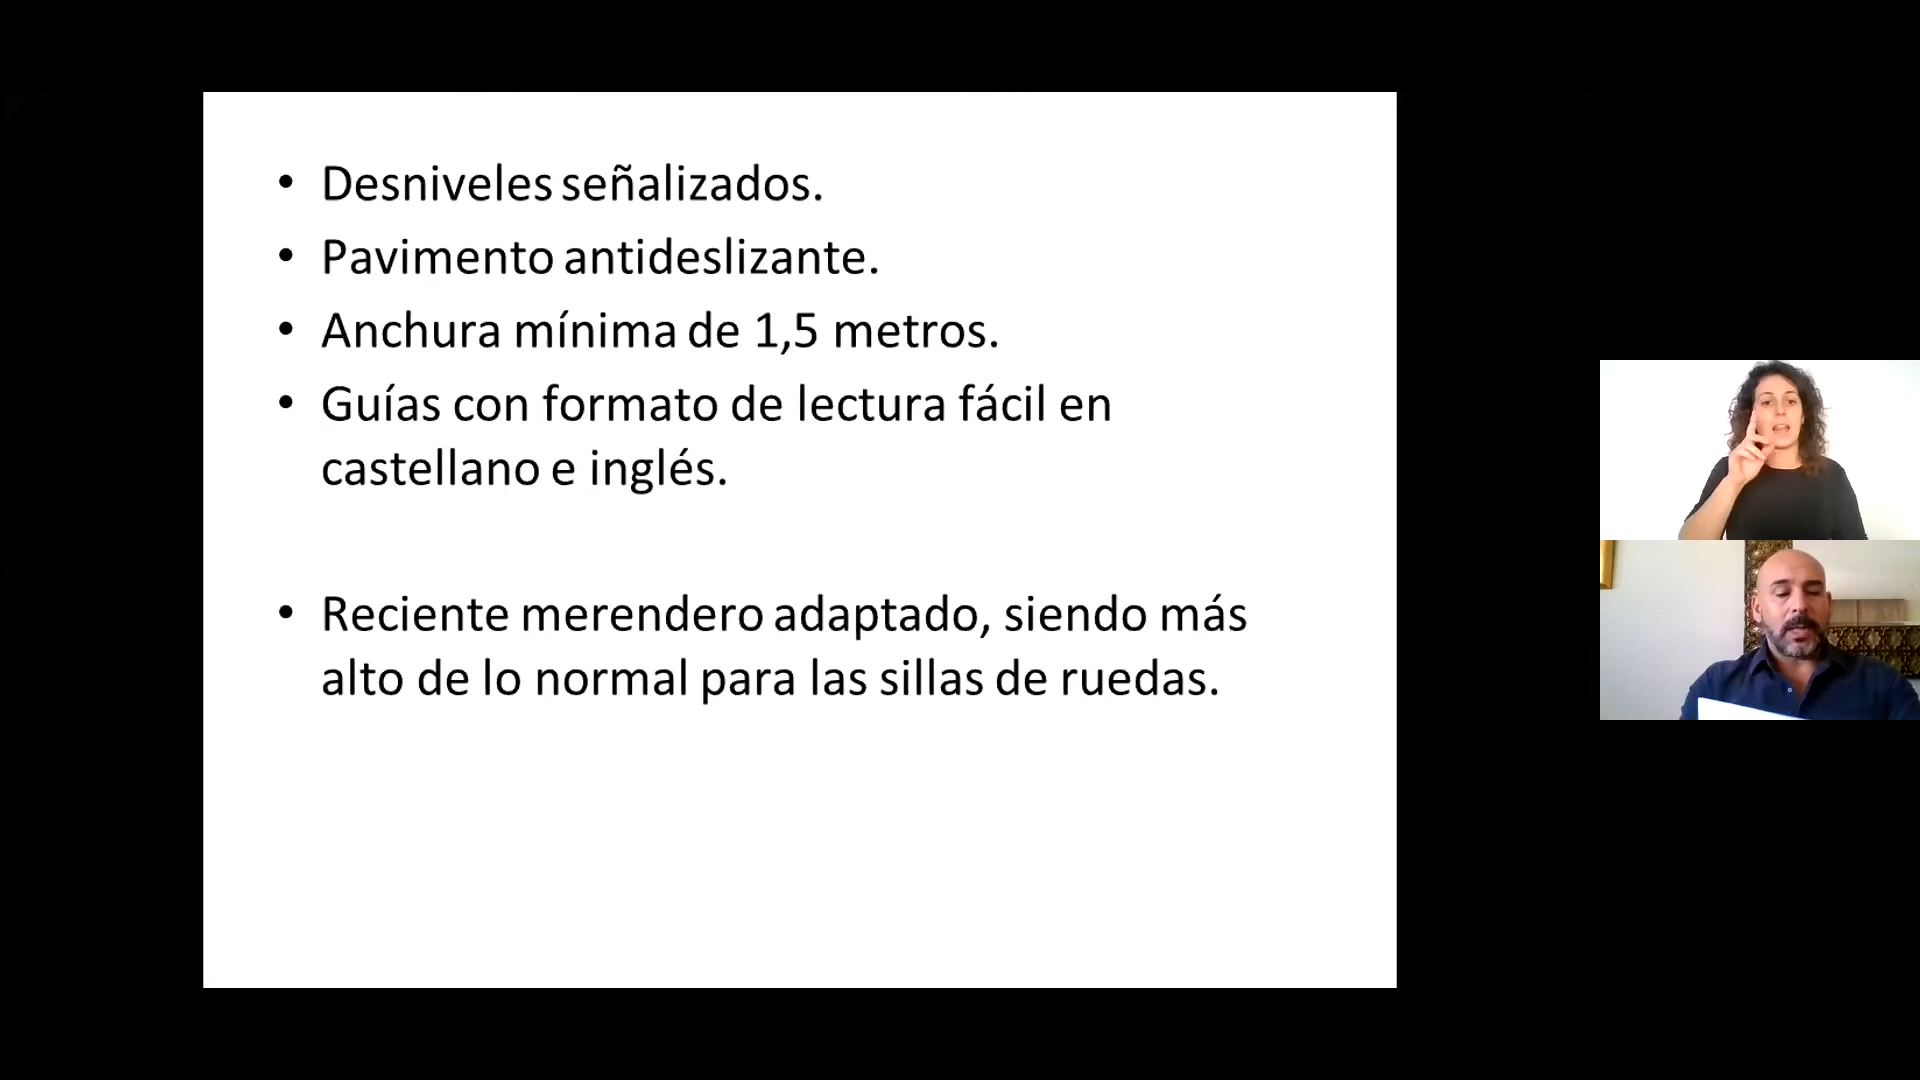 • Desniveles señalizados.
• Pavimento antideslizante.
• Anchura mínima de 1,5 metros.
• Guías con formato de lectura fácil en
castellano e inglés.
• Reciente merendero adaptado, siendo más
alto de lo normal para las sillas de ruedas.